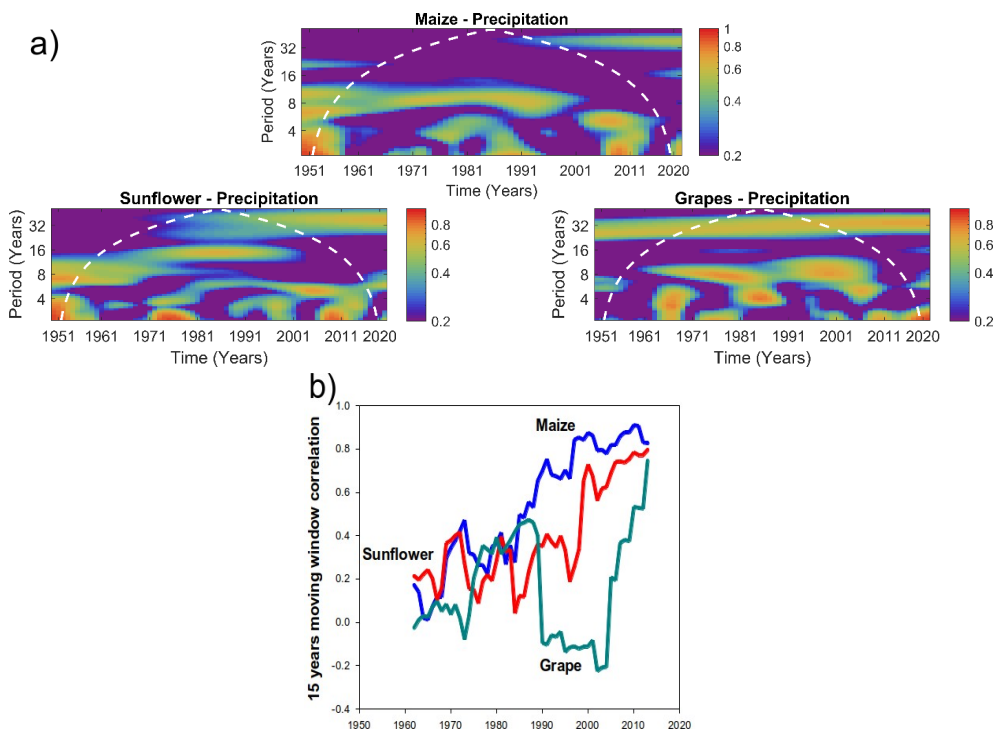 a)
Maize - Precipitation
Period (Years)
32
16
8
4
1951 1961 1971 1981 1991 2001 2011 2020
Time (Years)
1
0.8
0.6
0.4
0.2
Sunflower - Precipitation
Period (Years)
32
16
8
4
1951 1961 1971 1981 1991 2001 2011 2020
Time (Years)
0.8
0.6
0.4
0.2
Grapes - Precipitation
Period (Years)
32
16
8
4
1951 1961 1971 1981 1991 2001 2011 2020
Time (Years)
0.8
0.6
0.4
0.2
b)
15 years moving window correlation
1.0
0.8
0.6
0.4
0.2
0.0
-0.2
-0.4
Maize
Sunflower
Grape
1950 1960 1970 1980 1990 2000 2010 2020